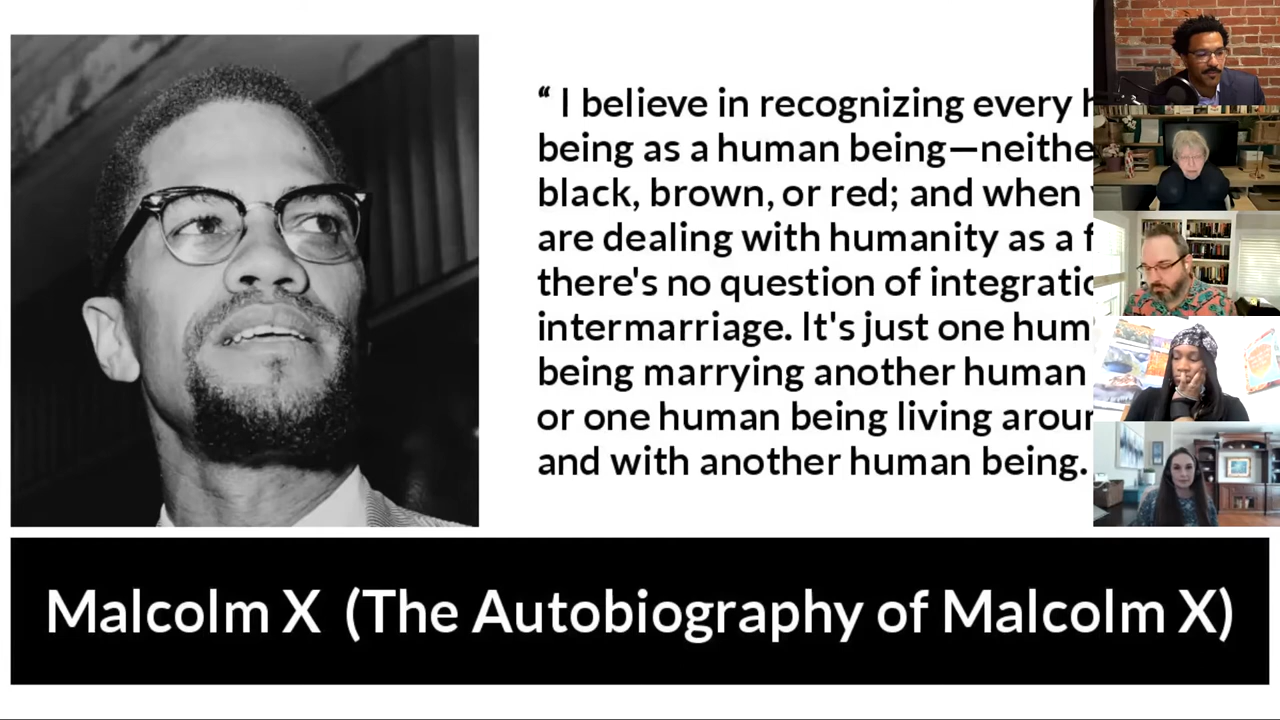 “ I believe in recognizing every
being as a human being—neithe
black, brown, or red; and when
are dealing with humanity as a f
there's no question of integratio
intermarriage. It's just one hum
being marrying another human
or one human being living arour
and with another human being.
Malcolm X (The Autobiography of Malcolm X)